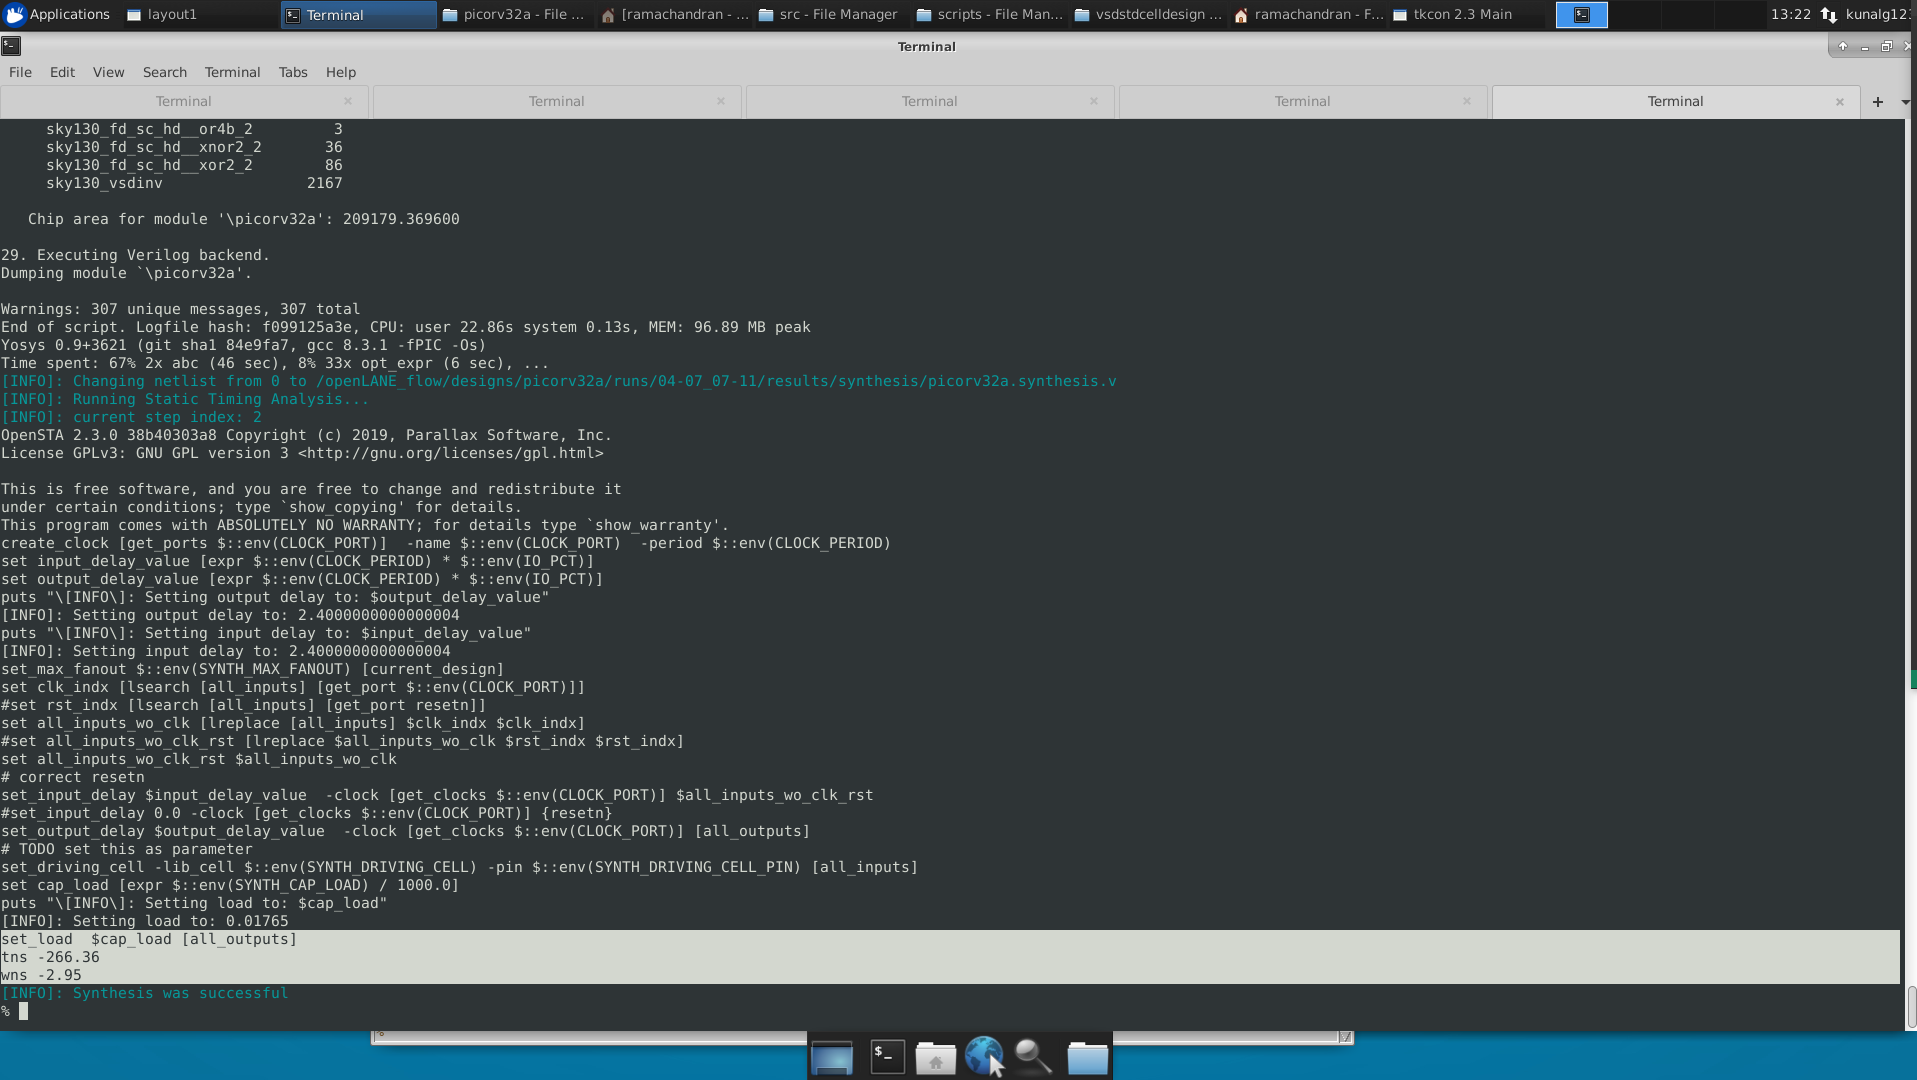 Applications
layout1
Terminal
picorv32a - File ...
[ramachandran - ...
src - File Manager
scripts - File Man...
vsdstdcelldesign ...
ramachandran - F...
tkcon 2.3 Main
13:22
Terminal
File Edit View Search Terminal Tabs Help
Terminal Terminal Terminal Terminal Terminal
sky130_fd_sc_hd__or4b_2 3
sky130_fd_sc_hd__xnor2_2 36
sky130_fd_sc_hd__xor2_2 86
sky130_vsdinv 2167
Chip area for module '\picorv32a': 209179.369600
29. Executing Verilog backend.
Dumping module `\picorv32a'.
Warnings: 307 unique messages, 307 total
End of script. Logfile hash: f099125a3e, CPU: user 22.86s system 0.13s, MEM: 96.89 MB peak
Yosys 0.9+3621 (git sha1 84e9fa7, gcc 8.3.1 -fPIC -Os)
Time spent: 67% 2x abc (46 sec), 8% 33x opt_expr (6 sec), ...
[INFO]: Changing netlist from 0 to /openLANE_flow/designs/picorv32a/runs/04-07_07-11/results/synthesis/picorv32a.synthesis.v
[INFO]: Running Static Timing Analysis...
[INFO]: current step index: 2
OpenSTA 2.3.0 38b40303a8 Copyright (c) 2019, Parallax Software, Inc.
License GPLv3: GNU GPL version 3 <http://gnu.org/licenses/gpl.html>
This is free software, and you are free to change and redistribute it
under certain conditions; type `show_copying' for details.
This program comes with ABSOLUTELY NO WARRANTY; for details type `show_warranty'.
create_clock [get_ports $::env(CLOCK_PORT)]  -name $::env(CLOCK_PORT)  -period $::env(CLOCK_PERIOD)
set input_delay_value [expr $::env(CLOCK_PERIOD) * $::env(IO_PCT)]
set output_delay_value [expr $::env(CLOCK_PERIOD) * $::env(IO_PCT)]
puts "\[INFO\]: Setting output delay to: $output_delay_value"
[INFO]: Setting output delay to: 2.4000000000000004
puts "\[INFO\]: Setting input delay to: $input_delay_value"
[INFO]: Setting input delay to: 2.4000000000000004
set_max_fanout $::env(SYNTH_MAX_FANOUT) [current_design]
set clk_indx [lsearch [all_inputs] [get_port $::env(CLOCK_PORT)]]
#set rst_indx [lsearch [all_inputs] [get_port resetn]]
set all_inputs_wo_clk [lreplace [all_inputs] $clk_indx $clk_indx]
#set all_inputs_wo_clk_rst [lreplace $all_inputs_wo_clk $rst_indx $rst_indx]
set all_inputs_wo_clk_rst $all_inputs_wo_clk
# correct resetn
set_input_delay $input_delay_value  -clock [get_clocks $::env(CLOCK_PORT)] $all_inputs_wo_clk_rst
#set_input_delay 0.0 -clock [get_clocks $::env(CLOCK_PORT)] {resetn}
set_output_delay $output_delay_value  -clock [get_clocks $::env(CLOCK_PORT)] [all_outputs]
# TODO set this as parameter
set_driving_cell -lib_cell $::env(SYNTH_DRIVING_CELL) -pin $::env(SYNTH_DRIVING_CELL_PIN) [all_inputs]
set cap_load [expr $::env(SYNTH_CAP_LOAD) / 1000.0]
puts "\[INFO\]: Setting load to: $cap_load"
[INFO]: Setting load to: 0.01765
set_load  $cap_load [all_outputs]
tns -266.36
wns -2.95
[INFO]: Synthesis was successful
%